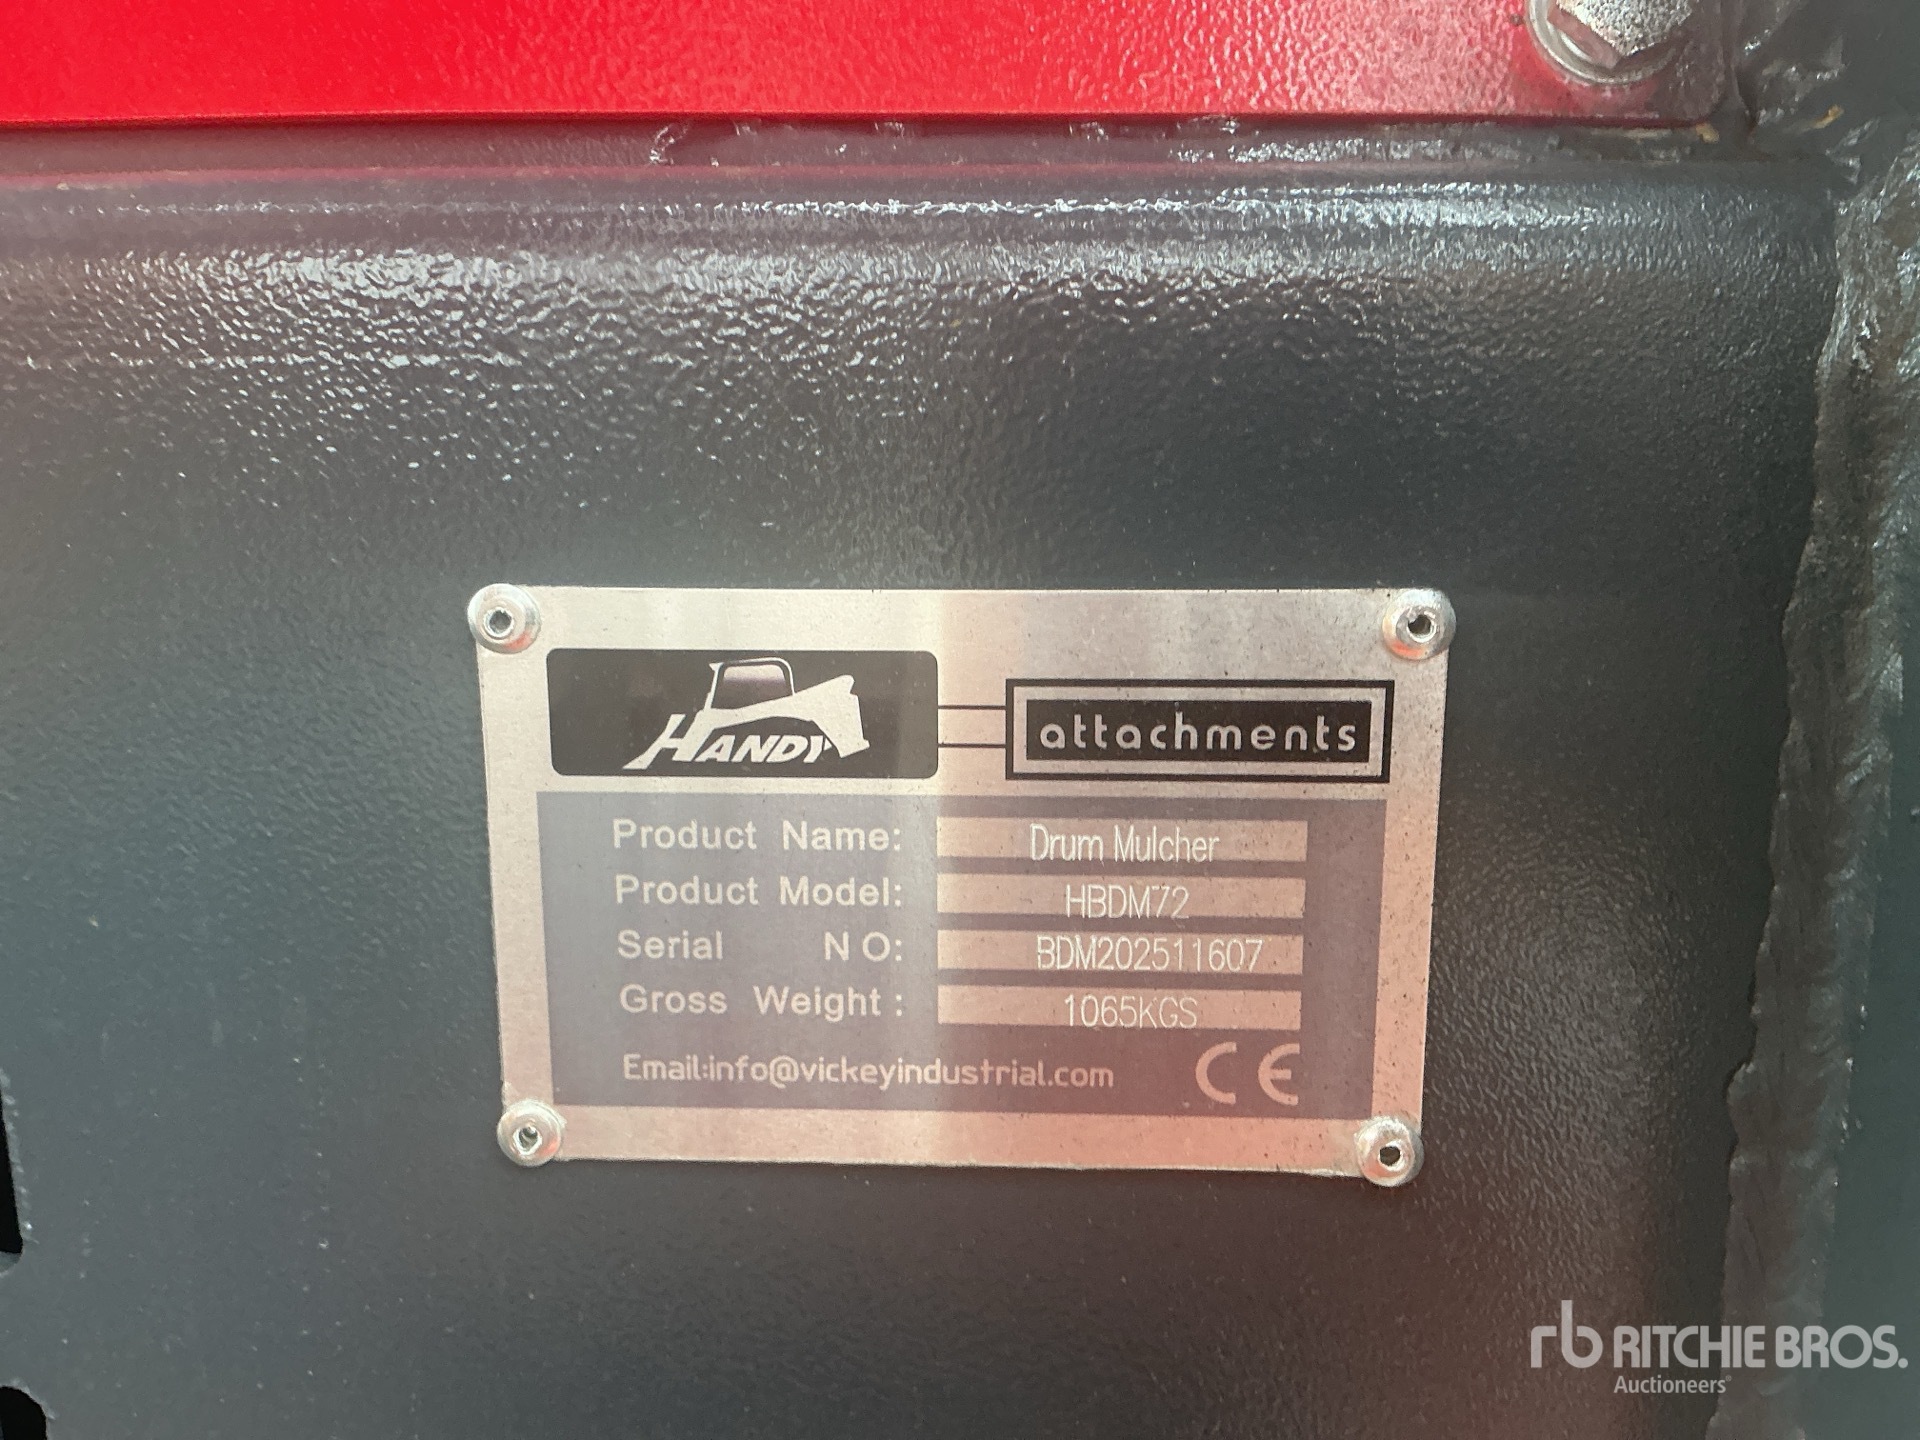 HANDY attachments
Product Name: Drum Mulcher
Product Model: HBDM72
Serial NO: BDM202511607
Gross Weight: 1065KGS
Email:info@vickeyindustrial.com CE
rb RITCHIE BROS.
Auctioneers